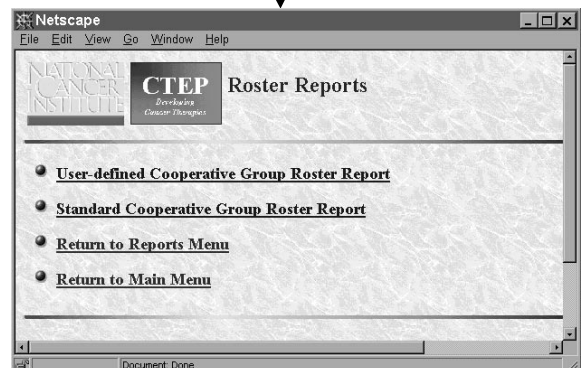 Netscape
File Edit View Go Window Help
NATIONAL
CANCER
INSTITUTE
CTEP
Developing
Cancer Therapies
Roster Reports
User-defined Cooperative Group Roster Report
Standard Cooperative Group Roster Report
Return to Reports Menu
Return to Main Menu
Document: Done